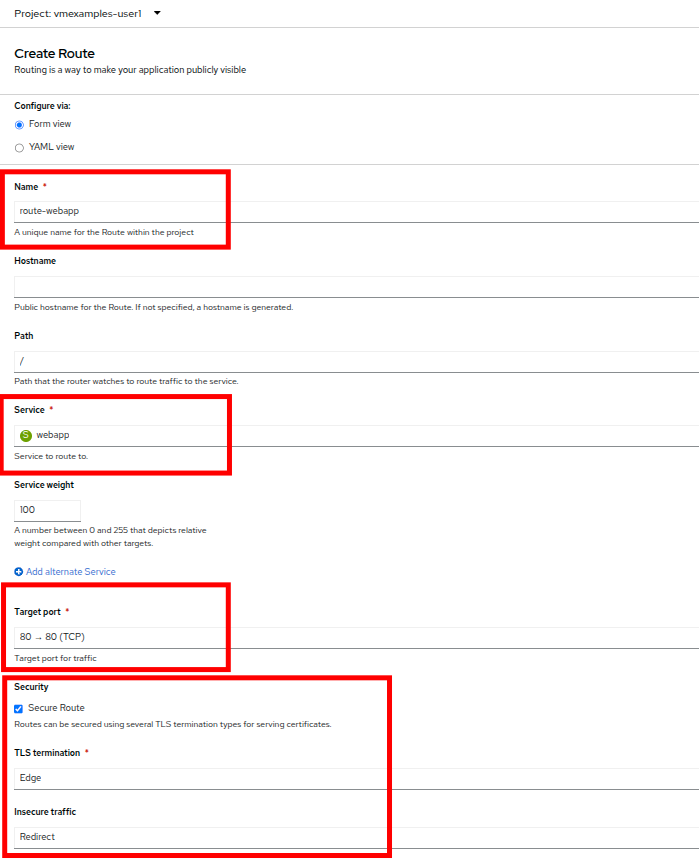 Project: vmexamples-user1
Create Route
Routing is a way to make your application publicly visible
Configure via:
Form view
YAML view
Name *
route-webapp
A unique name for the Route within the project
Hostname
Public hostname for the Route. If not specified, a hostname is generated.
Path
/
Path that the router watches to route traffic to the service.
Service *
S webapp
Service to route to.
Service weight
100
A number between 0 and 255 that depicts relative
weight compared with other targets.
Add alternate Service
Target port *
80 → 80 (TCP)
Target port for traffic
Security
Secure Route
Routes can be secured using several TLS termination types for serving certificates.
TLS termination *
Edge
Insecure traffic
Redirect